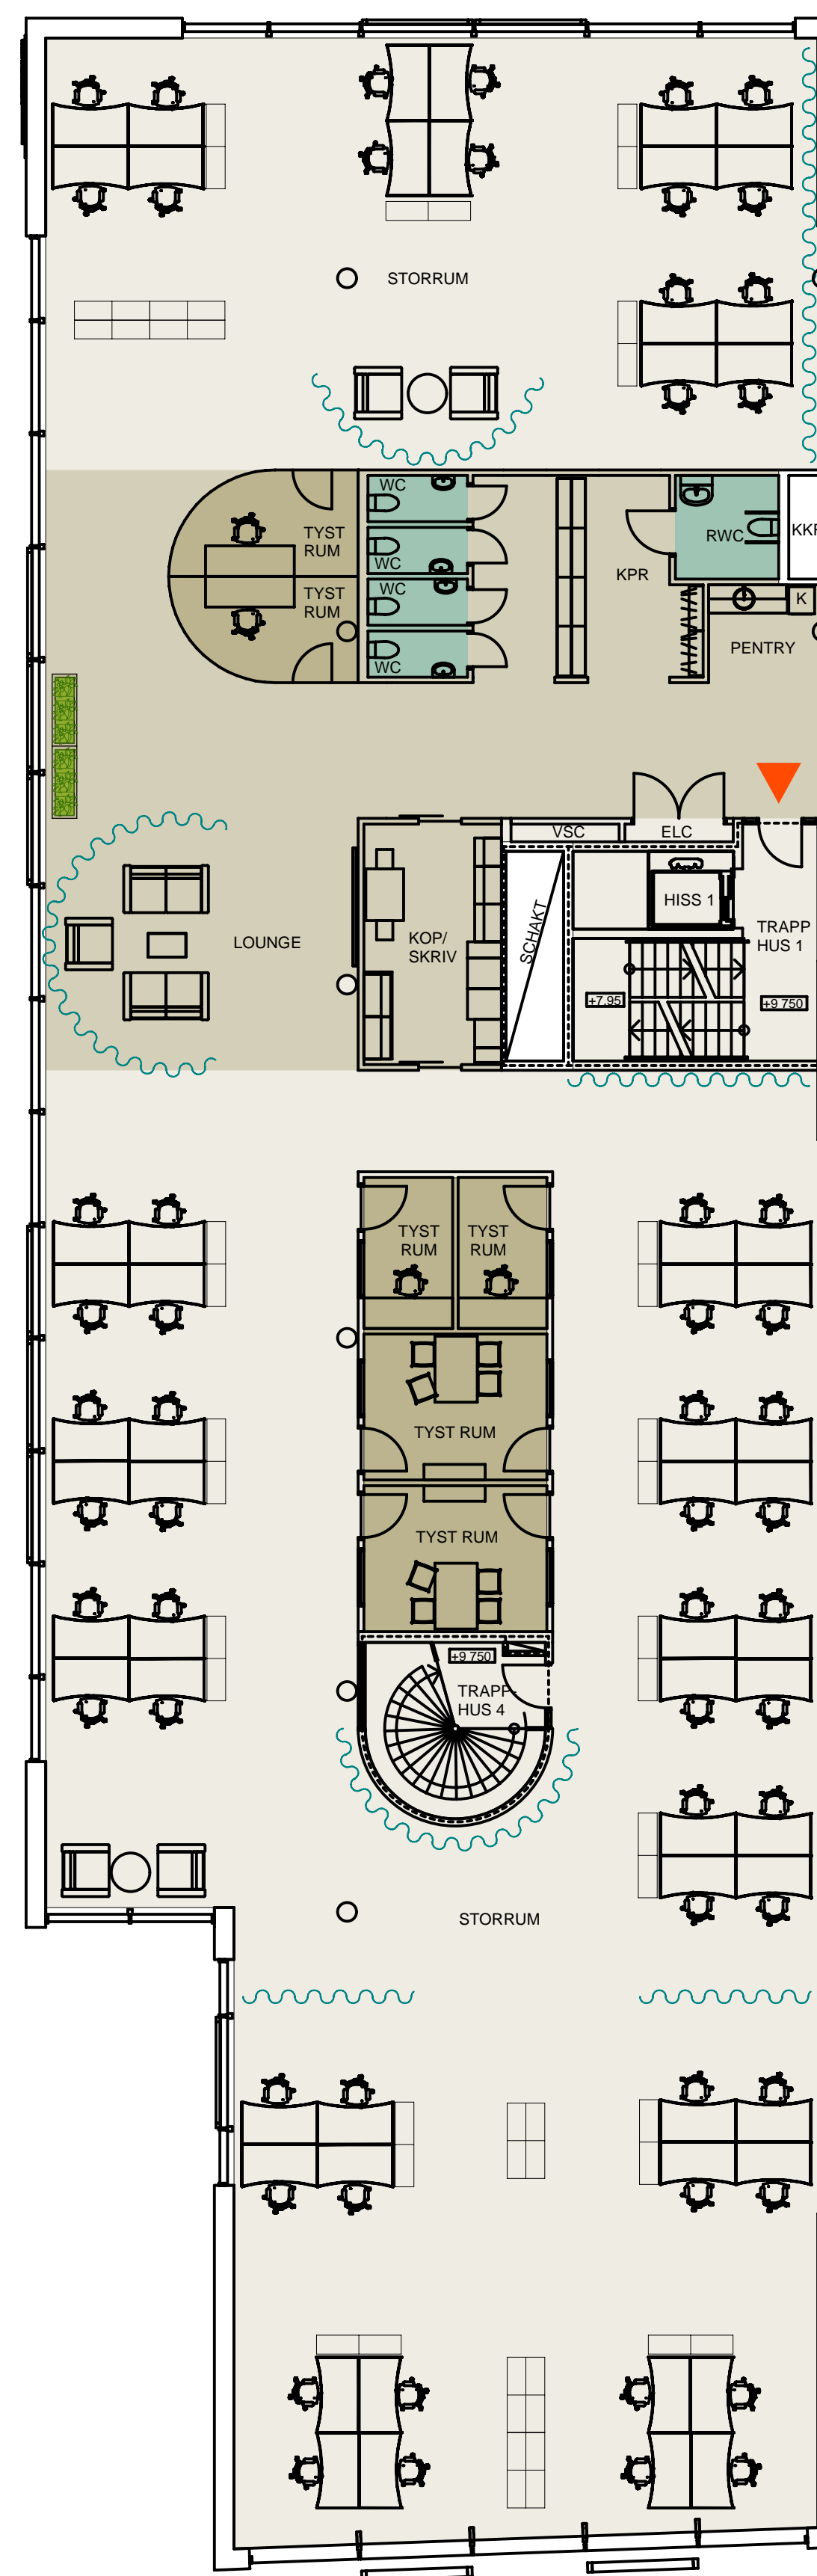 STORRUM
WC
TYST
RUM
WC
RWC
KKP
WC
KPR
K
TYST
RUM
WC
PENTRY
VSC
ELC
HISS 1
SCHAKT
TRAPP
HUS 1
KOP/
SKRIV
LOUNGE
+7.95
+9 750
TYST
RUM
TYST
RUM
TYST RUM
TYST RUM
+9 750
TRAPP-
HUS 4
STORRUM